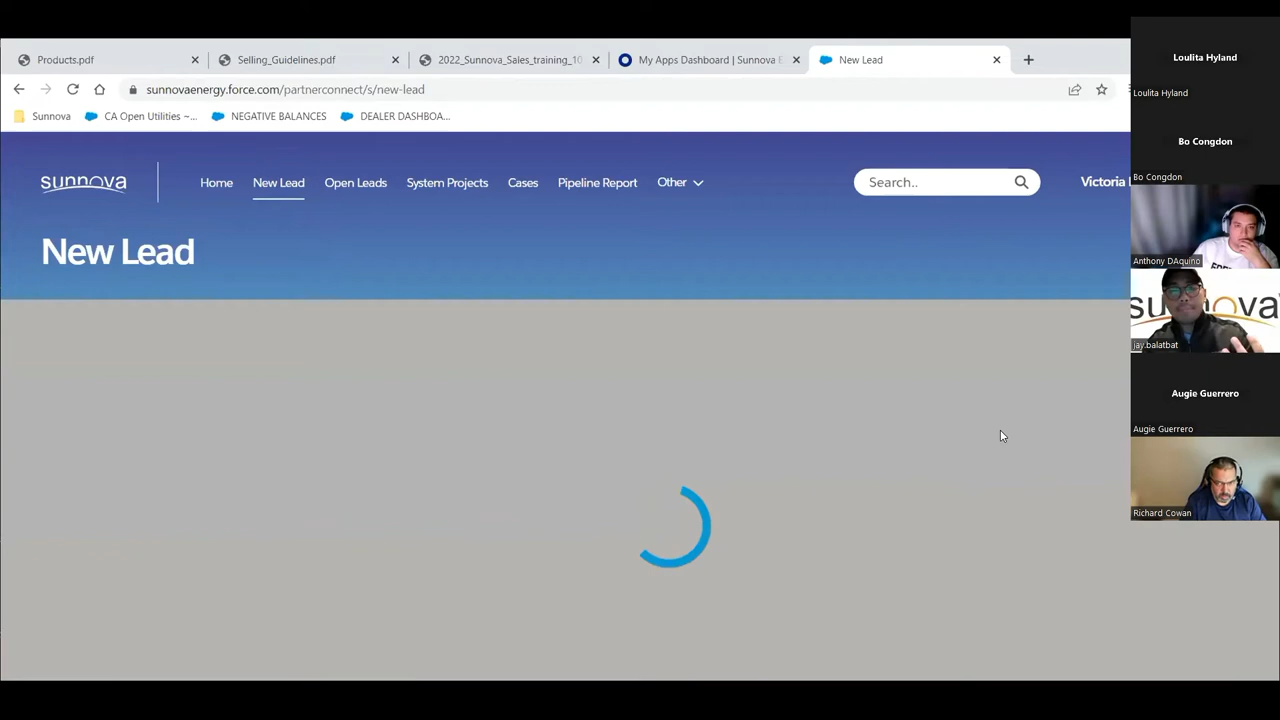 Products.pdf
Selling_Guidelines.pdf
2022_Sunnova_Sales_training_10
My Apps Dashboard | Sunnova E
New Lead
sunnovaenergy.force.com/partnerconnect/s/new-lead
Sunnova
CA Open Utilities ~...
NEGATIVE BALANCES
DEALER DASHBOA...
sunnova
Home
New Lead
Open Leads
System Projects
Cases
Pipeline Report
Other
Search..
Victoria
New Lead
Loulita Hyland
Loulita Hyland
Bo Congdon
Bo Congdon
Anthony DAquino
sunnova
jay.balatbat
Augie Guerrero
Augie Guerrero
Richard Cowan